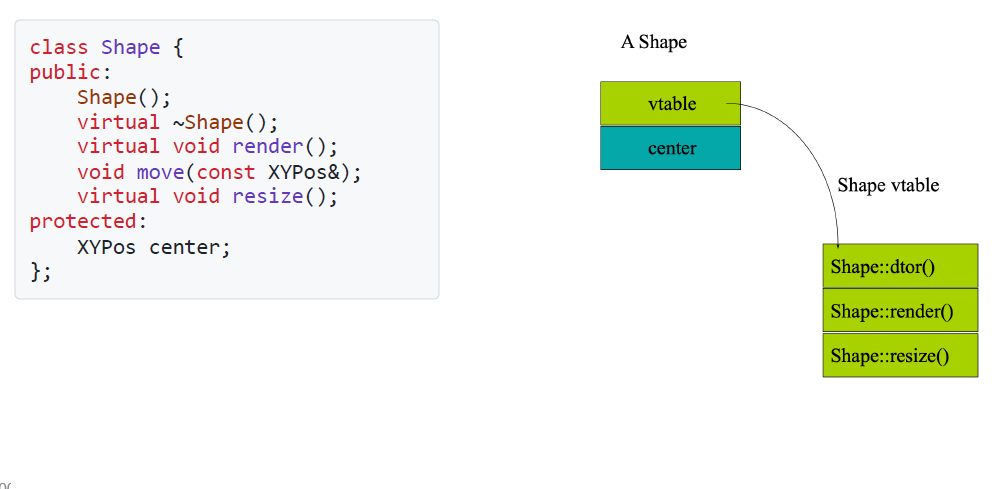 class Shape {
public:
    Shape();
    virtual ~Shape();
    virtual void render();
    void move(const XYPos&);
    virtual void resize();
protected:
    XYPos center;
};
A Shape
vtable
center
Shape vtable
Shape::dtor()
Shape::render()
Shape::resize()